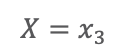 X = x₃